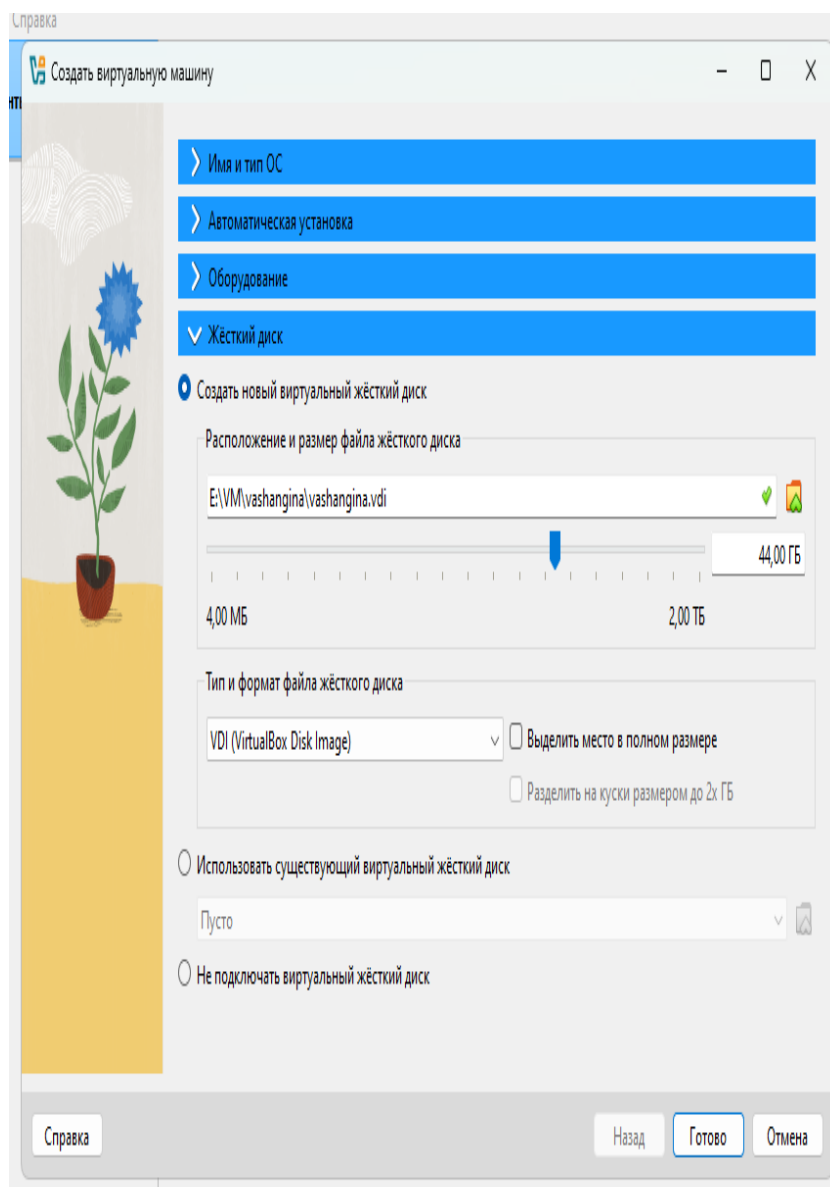 Справка
Создать виртуальную машину
Имя и тип ОС
Автоматическая установка
Оборудование
Жёсткий диск
Создать новый виртуальный жёсткий диск
Расположение и размер файла жёсткого диска
E:\VM\vashangina\vashangina.vdi
44,00 ГБ
4,00 МБ 2,00 ТБ
Тип и формат файла жёсткого диска
VDI (VirtualBox Disk Image) Выделить место в полном размере
Разделить на куски размером до 2х ГБ
Использовать существующий виртуальный жёсткий диск
Пусто
Не подключать виртуальный жёсткий диск
Справка Назад Готово Отмена